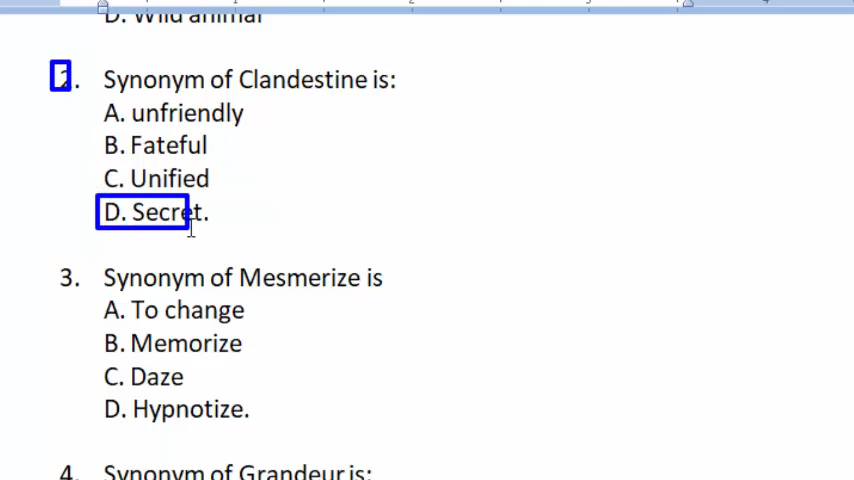 D. Wild animal
2. Synonym of Clandestine is:
A. unfriendly
B. Fateful
C. Unified
D. Secret.
3. Synonym of Mesmerize is
A. To change
B. Memorize
C. Daze
D. Hypnotize.
4. Synonym of Grandeur is: